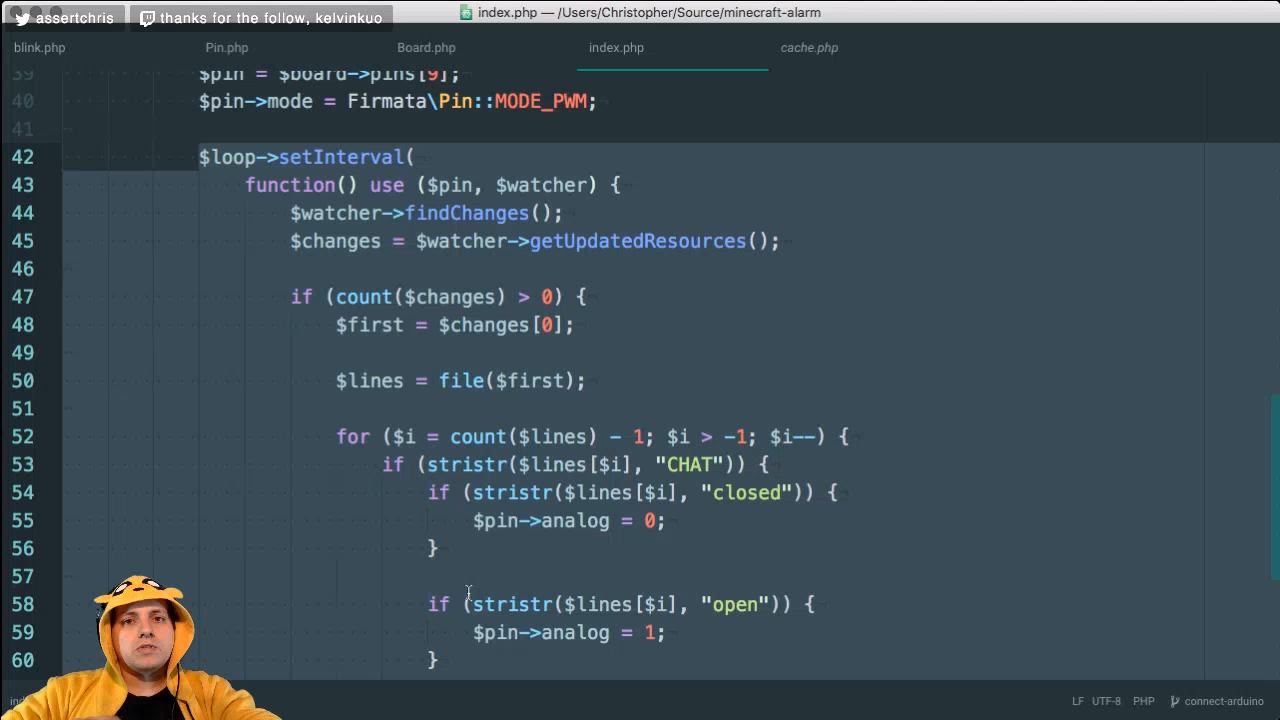 index.php — /Users/Christopher/Source/minecraft-alarm
assertchris
thanks for the follow, kelvinkuo
blink.php Pin.php Board.php index.php cache.php
39 $pin = $board->pins[9];
40 $pin->mode = Firmata\Pin::MODE_PWM;
41
42 $loop->setInterval(
43 function() use ($pin, $watcher) {
44 $watcher->findChanges();
45 $changes = $watcher->getUpdatedResources();
46
47 if (count($changes) > 0) {
48 $first = $changes[0];
49
50 $lines = file($first);
51
52 for ($i = count($lines) - 1; $i > -1; $i--) {
53 if (stristr($lines[$i], "CHAT")) {
54 if (stristr($lines[$i], "closed")) {
55 $pin->analog = 0;
56 }
57
58 if (stristr($lines[$i], "open")) {
59 $pin->analog = 1;
60 }
LF UTF-8 PHP connect-arduino